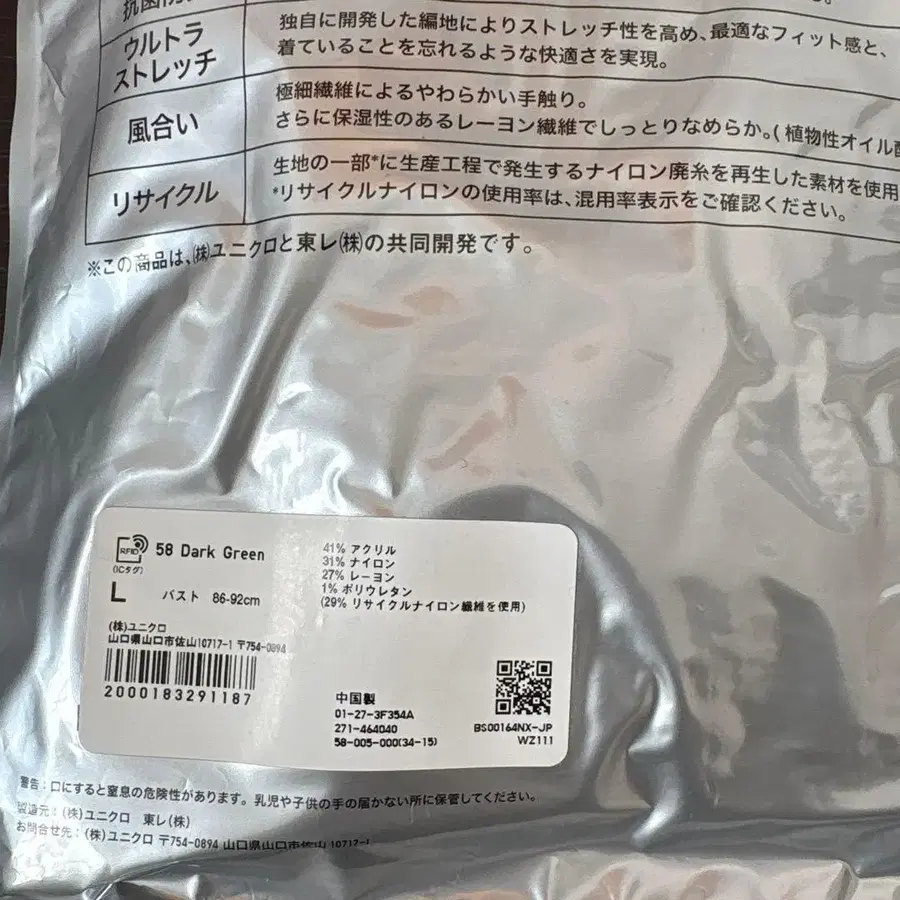 抗菌防
ウルトラ
ストレッチ
独自に開発した編地によりストレッチ性を高め、最適なフィット感と、
着ていることを忘れるような快適さを実現。
風合い
極細繊維によるやわらかい手触り。
さらに保湿性のあるレーヨン繊維でしっとりなめらか。(植物性オイル
リサイクル
生地の一部*に生産工程で発生するナイロン廃糸を再生した素材を使用
*リサイクルナイロンの使用率は、混用率表示をご確認ください。
※この商品は、㈱ユニクロと東レ㈱の共同開発です。
RFID
(ICタグ)
58 Dark Green
L バスト 86-92cm
(株)ユニクロ
山口県山口市佐山10717-1 〒754-0894
2000183291187
41% アクリル
31% ナイロン
27% レーヨン
1% ポリウレタン
(29% リサイクルナイロン繊維を使用)
中国製
01-27-3F354A
271-464040
58-005-000(34-15)
BS00164NX-JP
WZ111
警告：口にすると窒息の危険性があります。乳児や子供の手の届かない所に保管してください。
製造元：(株)ユニクロ 東レ(株)
お問合せ先：(株)ユニクロ 〒754-0894 山口県山口市佐山10717-1